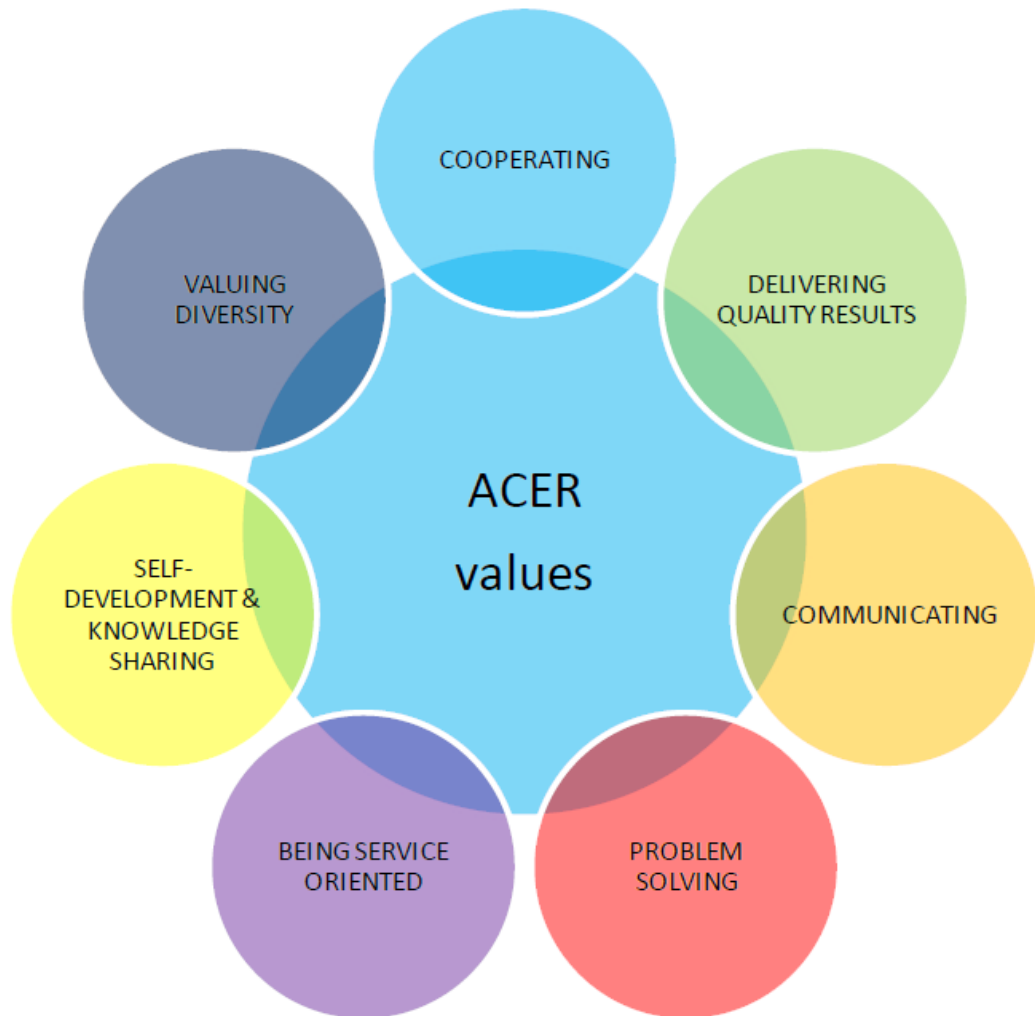 COOPERATING
DELIVERING
QUALITY RESULTS
COMMUNICATING
PROBLEM
SOLVING
BEING SERVICE
ORIENTED
SELF-
DEVELOPMENT &
KNOWLEDGE
SHARING
VALUING
DIVERSITY
ACER
values